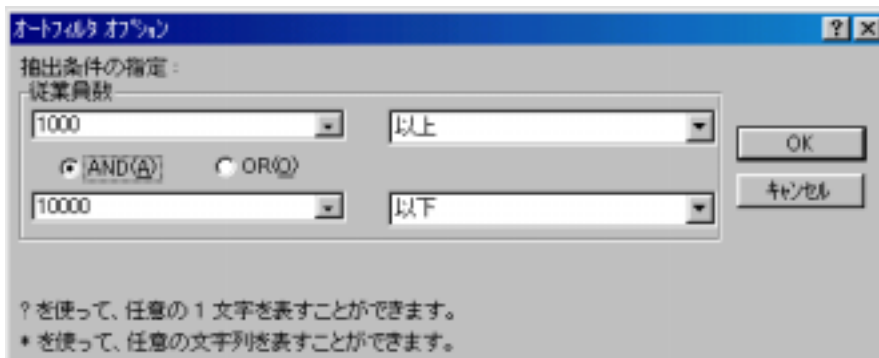 オートフィルタ オプション
抽出条件の指定:
従業員数
1000 以上
AND(A) OR(O)
10000 以下
OK
キャンセル
? を使って、任意の 1 文字を表すことができます。
* を使って、任意の文字列を表すことができます。